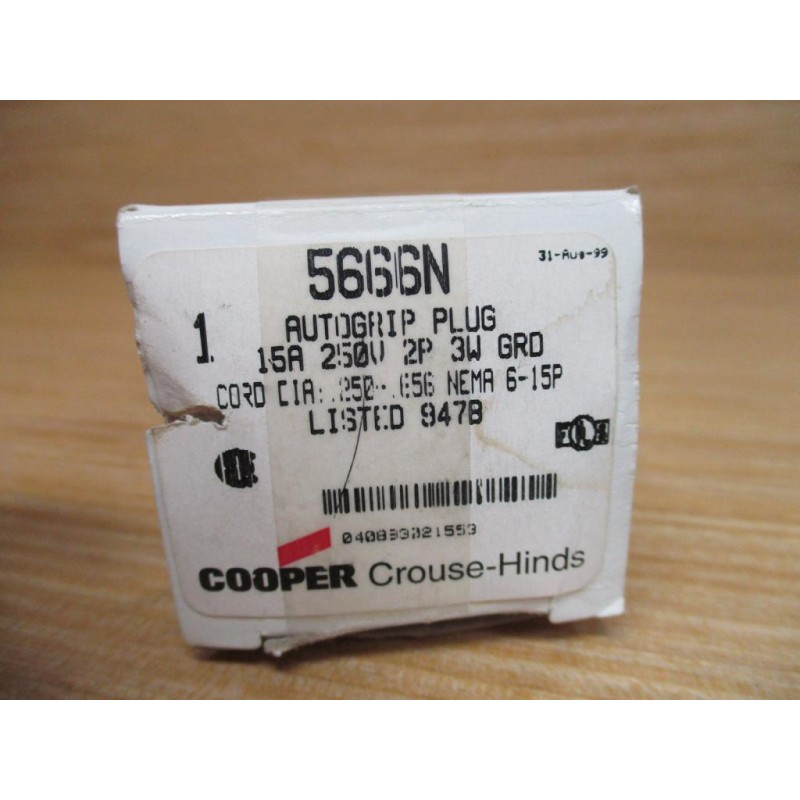 5666N
31-Aug-99
1 AUTOGRIP PLUG
15A 250V 2P 3W GRD
CORD DIA: .250-.656 NEMA 6-15P
LISTED 947B
040893021553
COOPER Crouse-Hinds